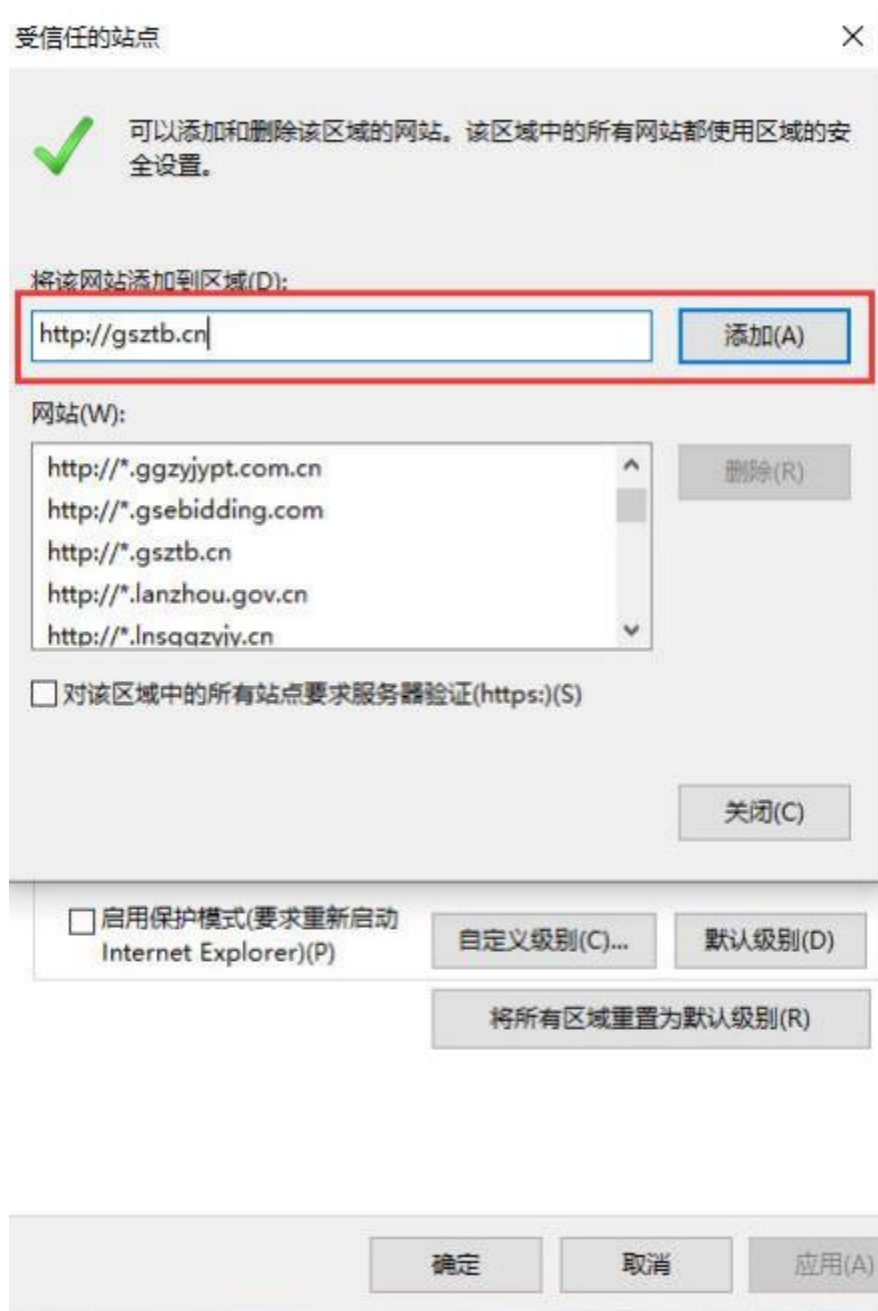 受信任的站点
可以添加和删除该区域的网站。该区域中的所有网站都使用区域的安
全设置。
将该网站添加到区域(D):
http://gsztb.cn
添加(A)
网站(W):
http://*.ggzyjypt.com.cn
删除(R)
http://*.gsebidding.com
http://*.gsztb.cn
http://*.lanzhou.gov.cn
http://*.lnsggzyjy.cn
对该区域中的所有站点要求服务器验证(https:)(S)
关闭(C)
启用保护模式(要求重新启动
Internet Explorer)(P)
自定义级别(C)...
默认级别(D)
将所有区域重置为默认级别(R)
确定
取消
应用(A)